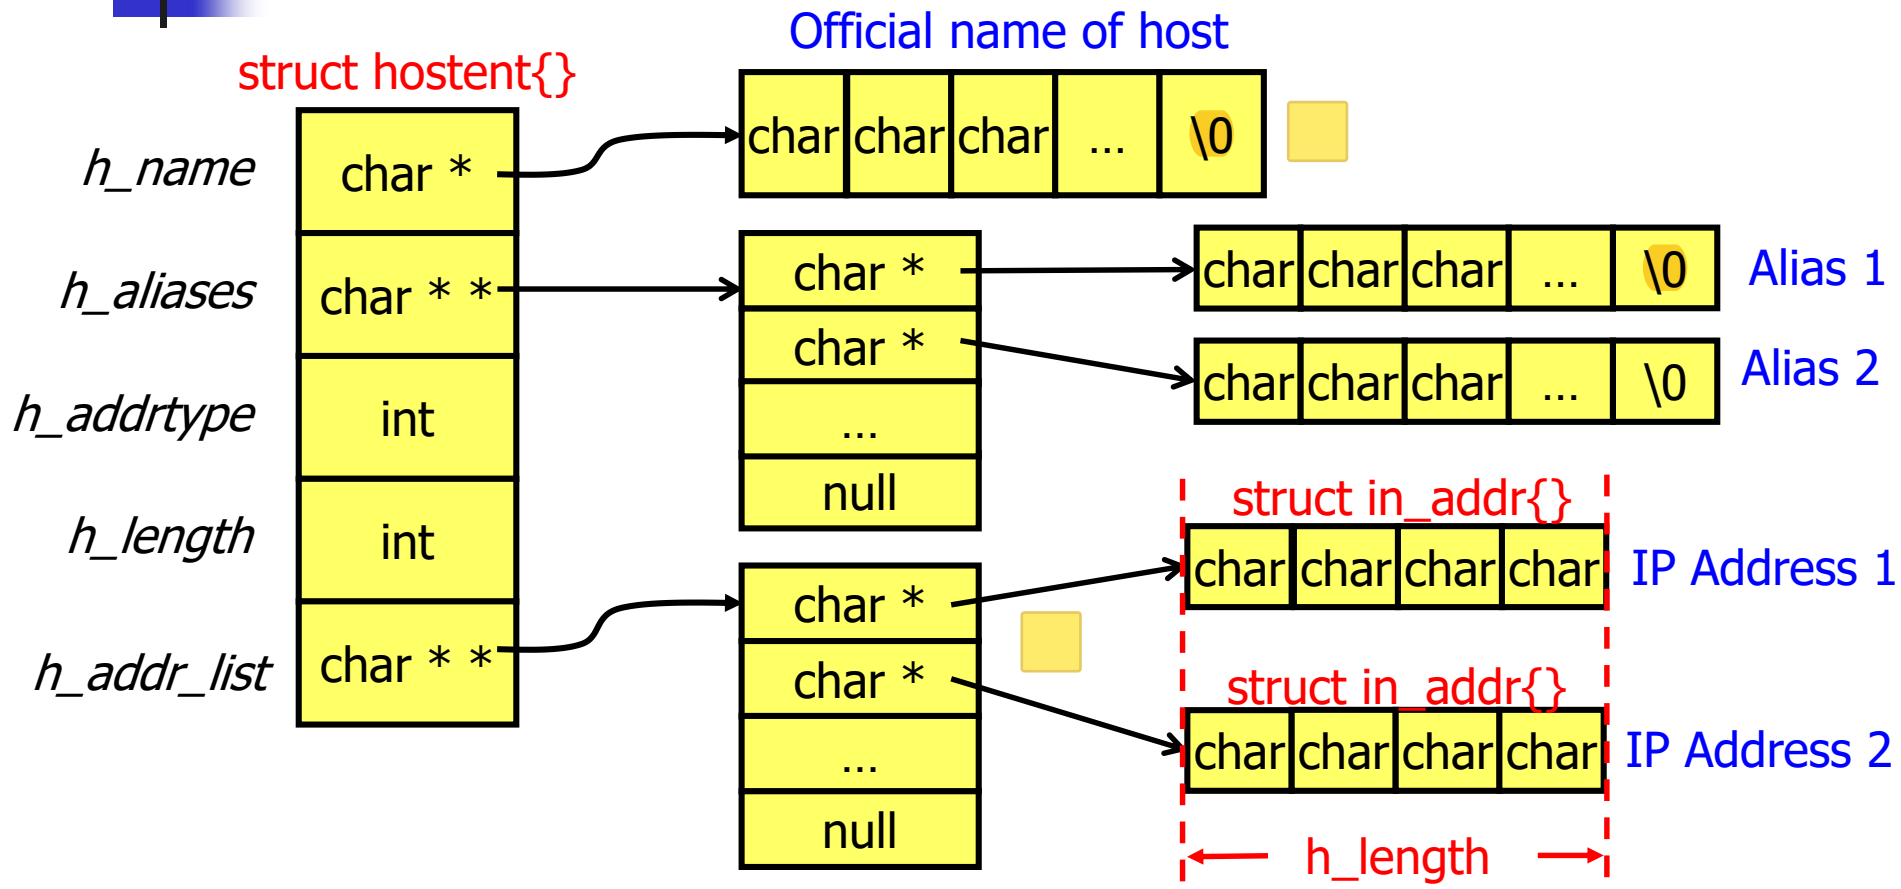 Official name of host
struct hostent{}
h_name
char *
char char char ... \0
h_aliases
char * *
char *
char char char ... \0
Alias 1
char *
char char char ... \0
Alias 2
...
null
h_addrtype
int
h_length
int
h_addr_list
char * *
char *
struct in_addr{}
char char char char
IP Address 1
char *
struct in_addr{}
char char char char
IP Address 2
...
null
h_length